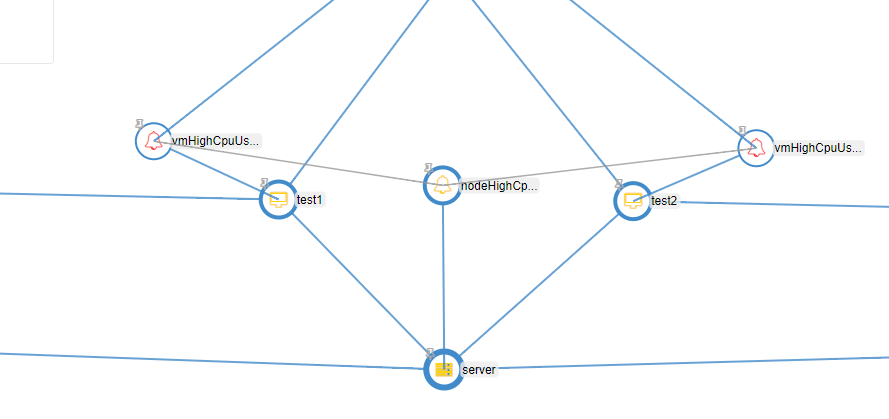 vmHighCpuUs...
vmHighCpuUs...
nodeHighCp...
test1
test2
server